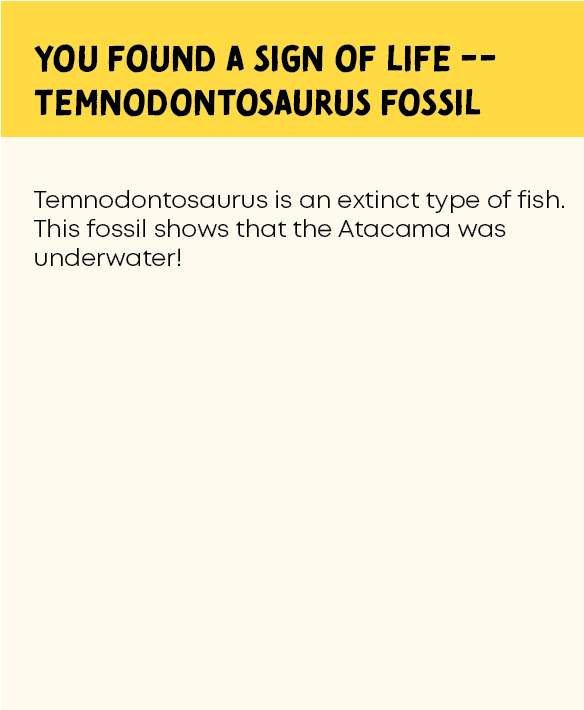 YOU FOUND A SIGN OF LIFE --
TEMNODONTOSAURUS FOSSIL
Temnodontosaurus is an extinct type of fish.
This fossil shows that the Atacama was
underwater!